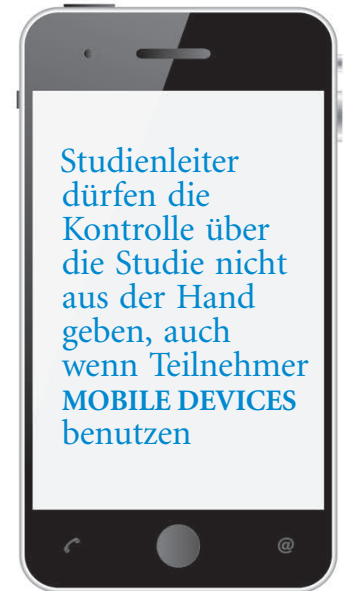 Studienleiter
dürfen die
Kontrolle über
die Studie nicht
aus der Hand
geben, auch
wenn Teilnehmer
MOBILE DEVICES
benutzen
@